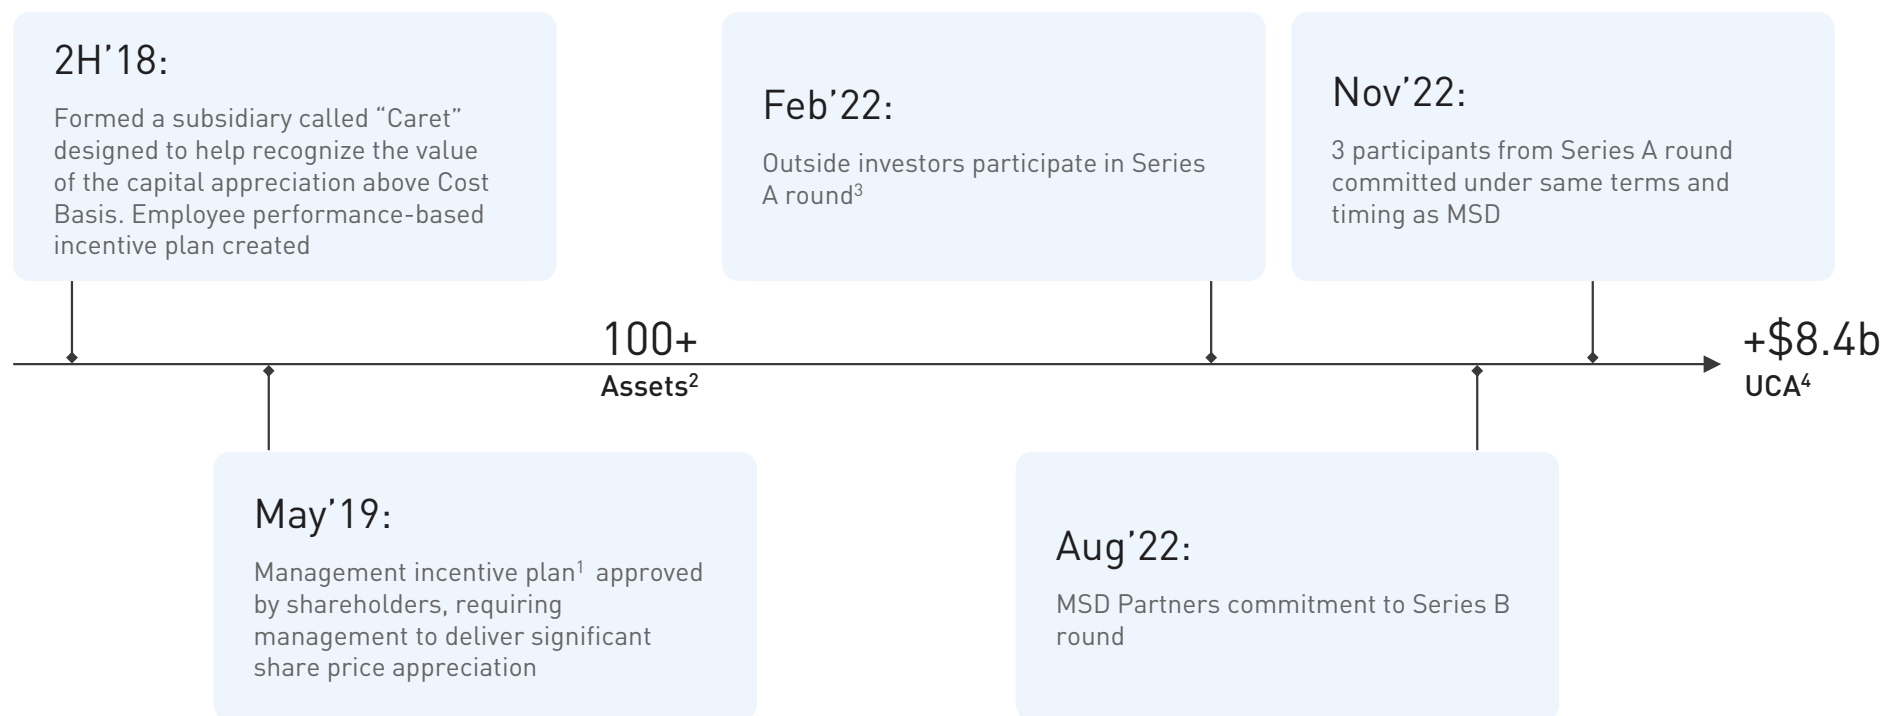 2H’18:
Formed a subsidiary called “Caret”
designed to help recognize the value
of the capital appreciation above Cost
Basis. Employee performance-based
incentive plan created
Feb’22:
Outside investors participate in Series
A round³
Nov’22:
3 participants from Series A round
committed under same terms and
timing as MSD
100+
Assets²
+$8.4b
UCA⁴
May’19:
Management incentive plan¹ approved
by shareholders, requiring
management to deliver significant
share price appreciation
Aug’22:
MSD Partners commitment to Series B
round